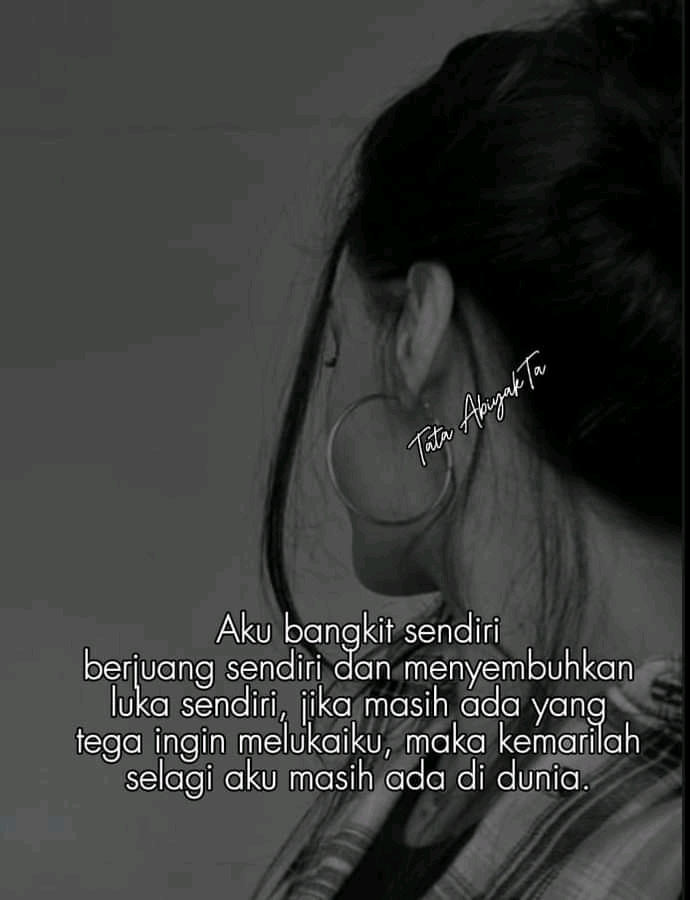 Tata AbiyakTa
Aku bangkit sendiri
berjuang sendiri dan menyembuhkan
luka sendiri, jika masih ada yang
tega ingin melukaiku, maka kemarilah
selagi aku masih ada di dunia.